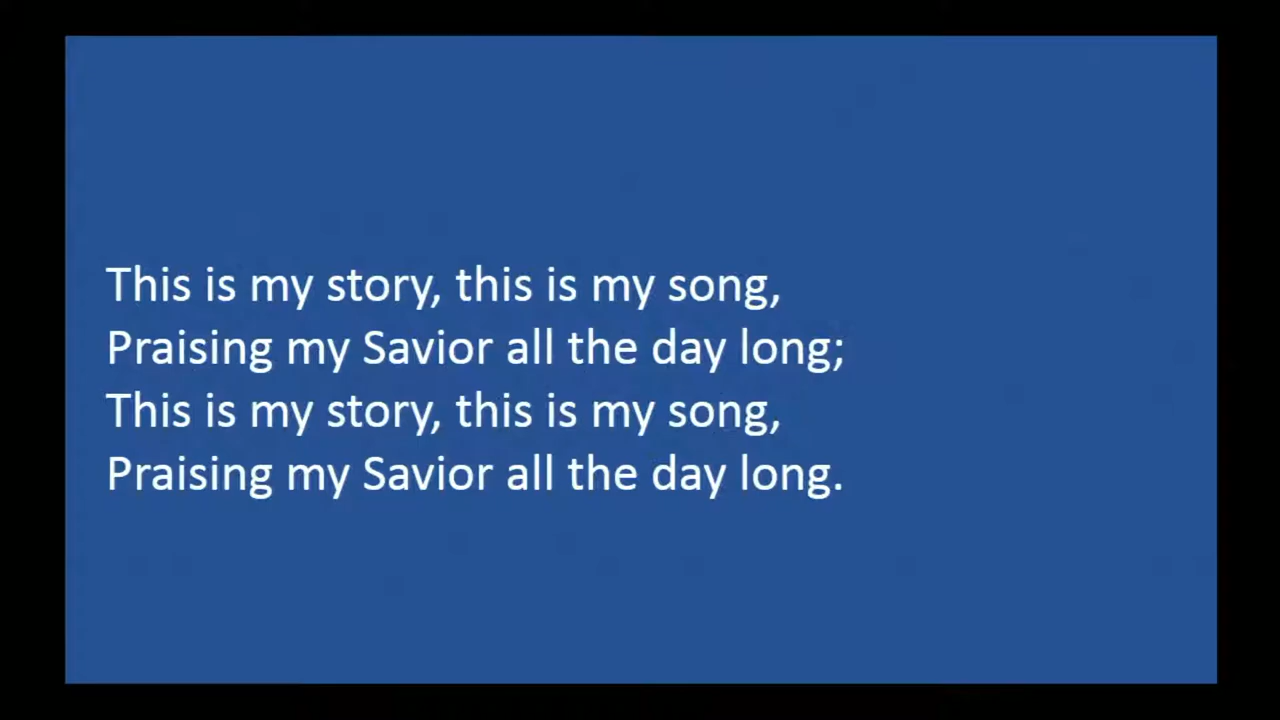 This is my story, this is my song,
Praising my Savior all the day long;
This is my story, this is my song,
Praising my Savior all the day long.